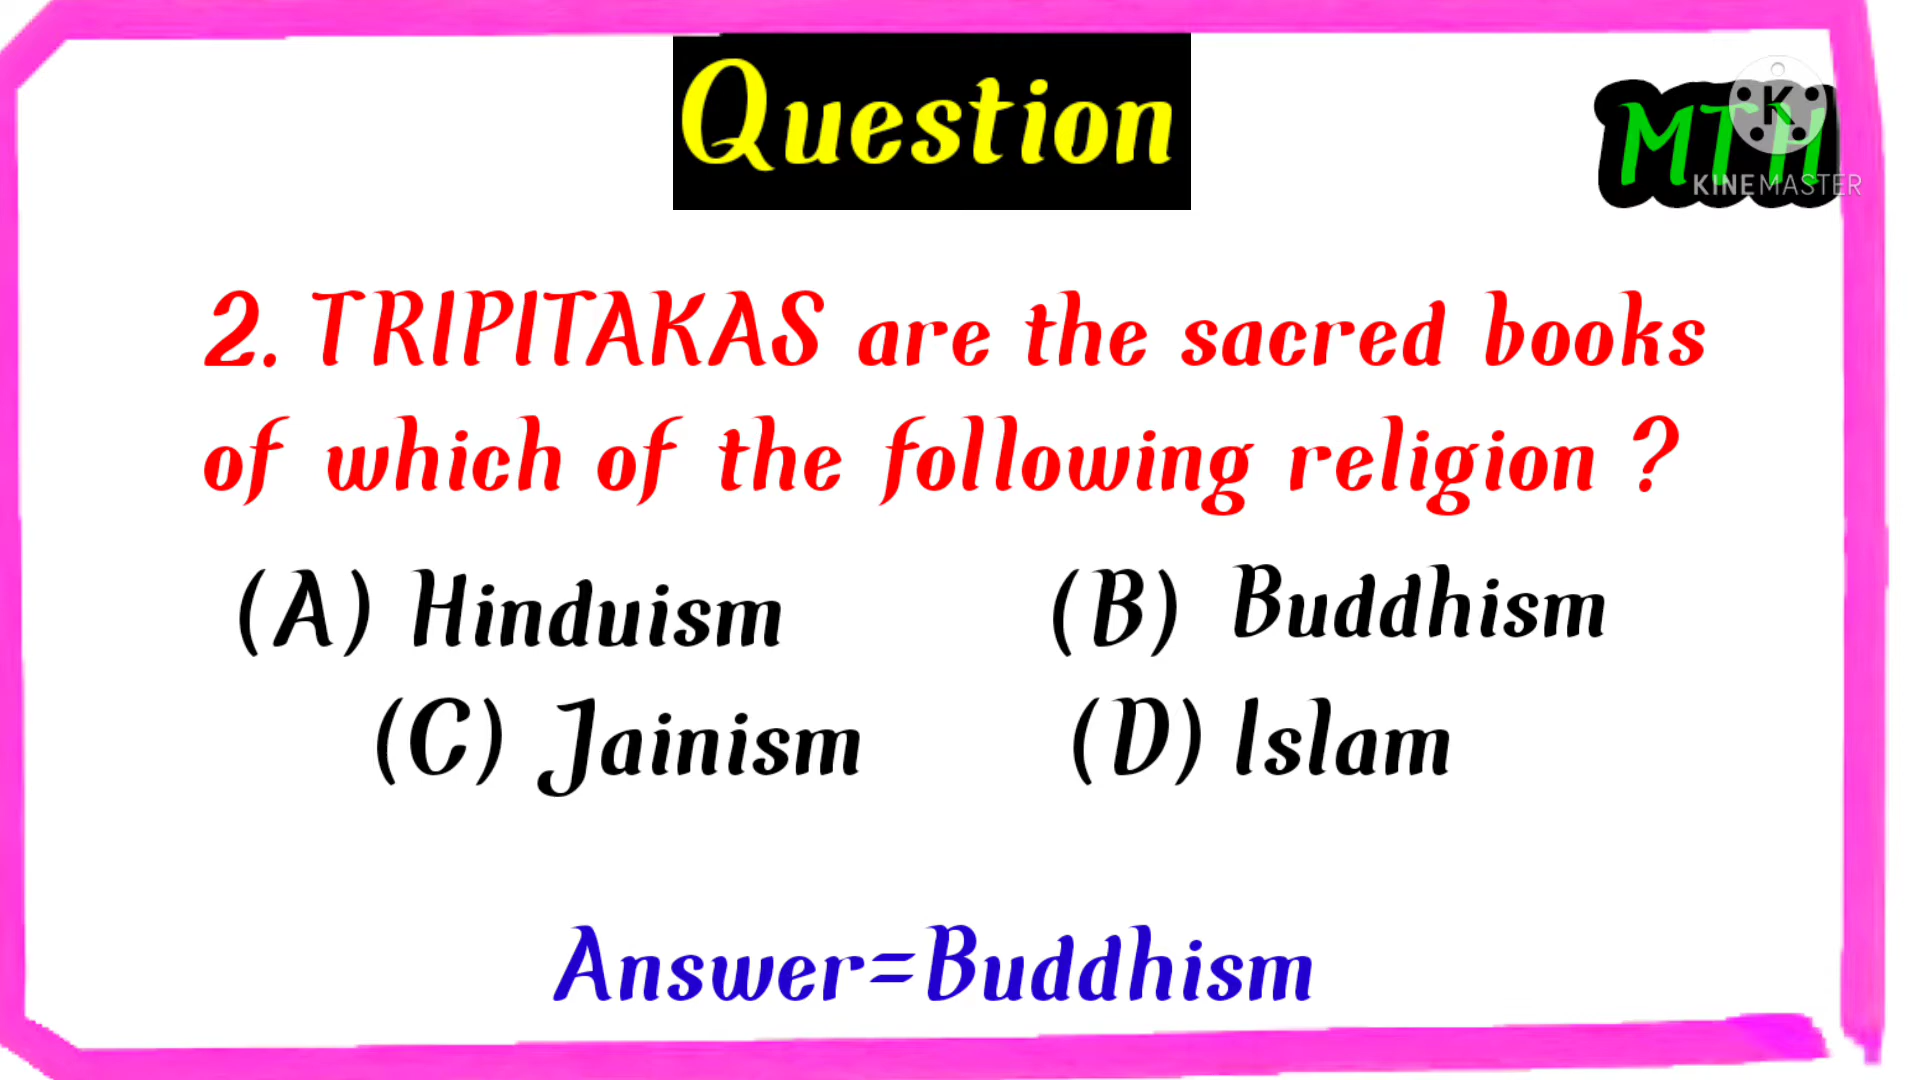 Question
MTH
K
KINEMASTER
2. TRIPITAKAS are the sacred books
of which of the following religion ?
(A) Hinduism (B) Buddhism
(C) Jainism (D) Islam
Answer=Buddhism